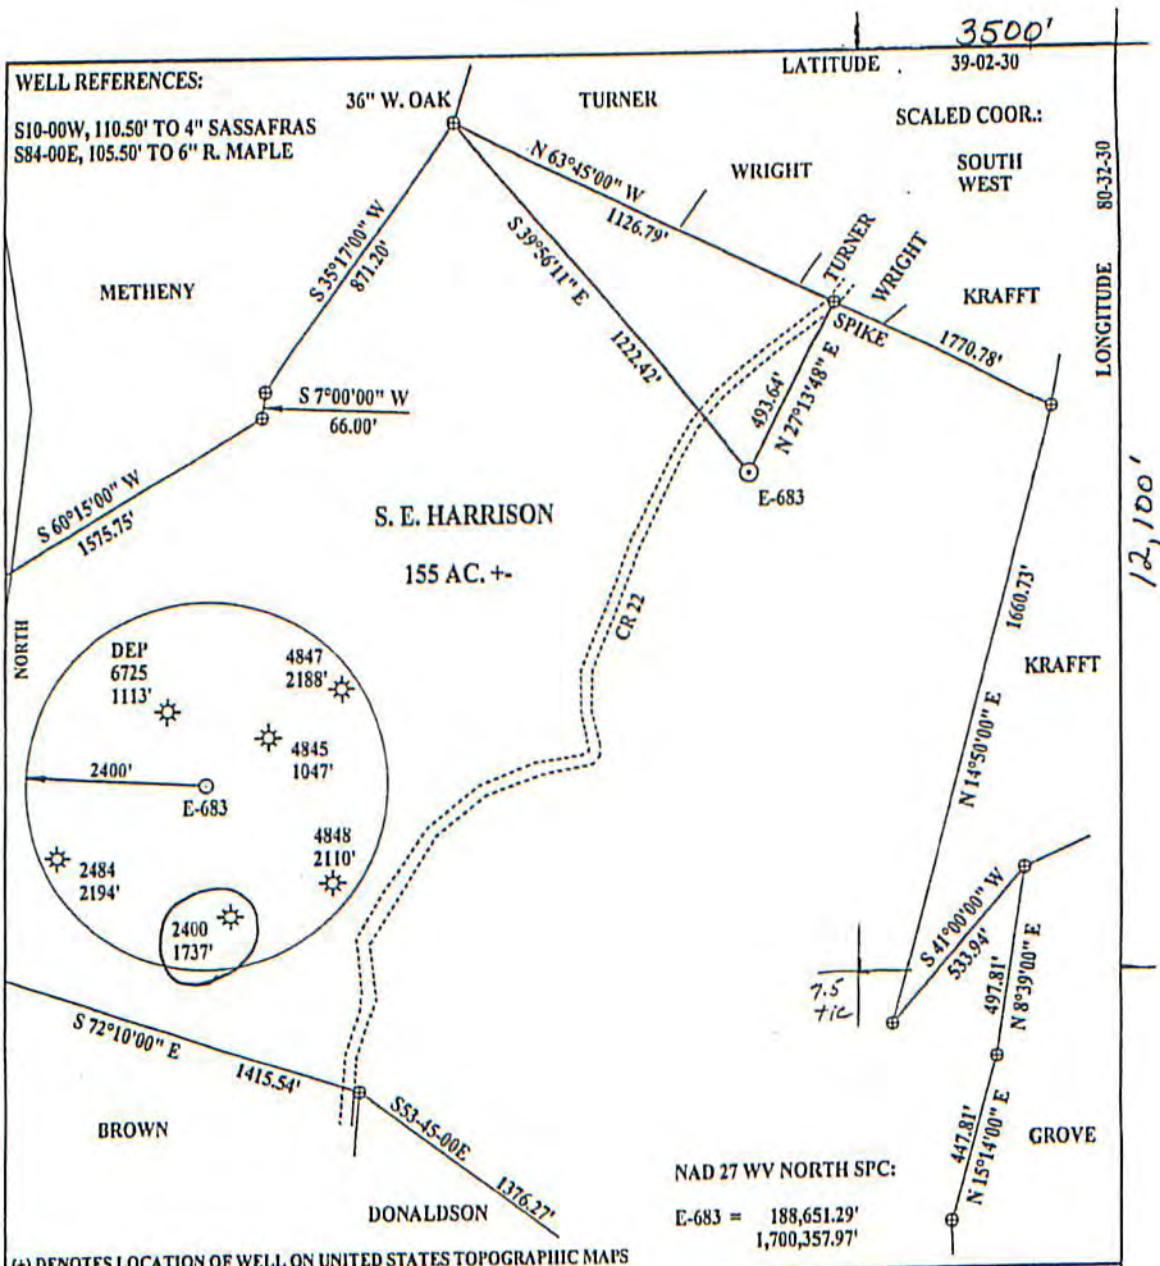 3500'
LATITUDE . 39-02-30
WELL REFERENCES:
S10-00W, 110.50' TO 4" SASSAFRAS
S84-00E, 105.50' TO 6" R. MAPLE
36" W. OAK
TURNER
SCALED COOR.:
SOUTH
WEST
LONGITUDE 80-32-30
12,100'
N 63°45'00" W
1126.79'
WRIGHT
TURNER
WRIGHT
KRAFFT
SPIKE
1770.78'
S 35°17'00" W
871.20'
S 39°56'11" E
1222.42'
METHENY
493.64'
N 27°13'48" E
E-683
S 7°00'00" W
66.00'
S 60°15'00" W
1575.75'
S. E. HARRISON
155 AC. +-
CR 22
1660.73'
N 14°50'00" E
KRAFFT
NORTH
DEP
6725
1113'
4847
2188'
4845
1047'
2400'
E-683
4848
2110'
2484
2194'
2400
1737'
S 41°00'00" W
533.94'
497.81'
N 8°39'00" E
7.5
tic
S 72°10'00" E
1415.54'
BROWN
S53-45-00E
1376.27'
DONALDSON
447.81'
N 15°14'00" E
GROVE
NAD 27 WV NORTH SPC:
E-683 = 188,651.29'
1,700,357.97'
(+) DENOTES LOCATION OF WELL ON UNITED STATES TOPOGRAPHIC MAPS